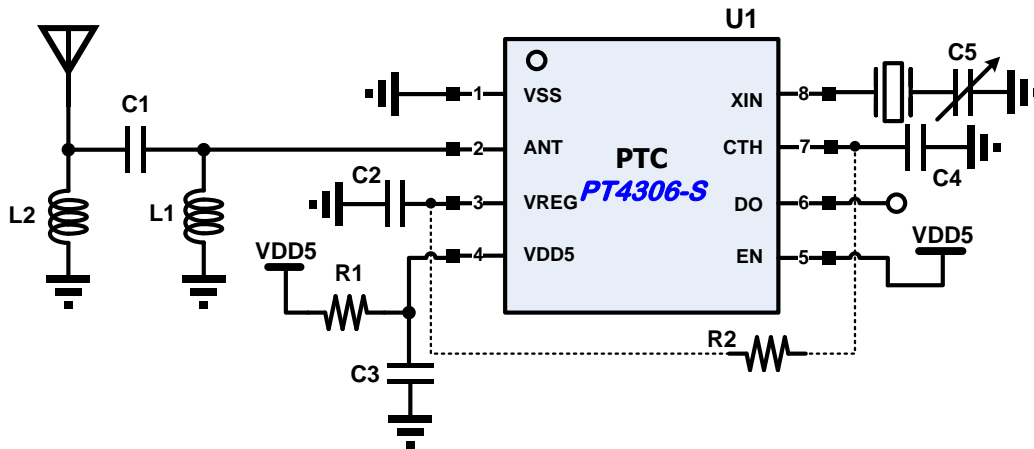 U1
C5
C1
1
VSS
XIN
8
2
ANT
PTC
CTH
7
C2
PT4306-S
C4
L2
L1
3
VREG
DO
6
VDD5
VDD5
R1
4
VDD5
EN
5
R2
C3